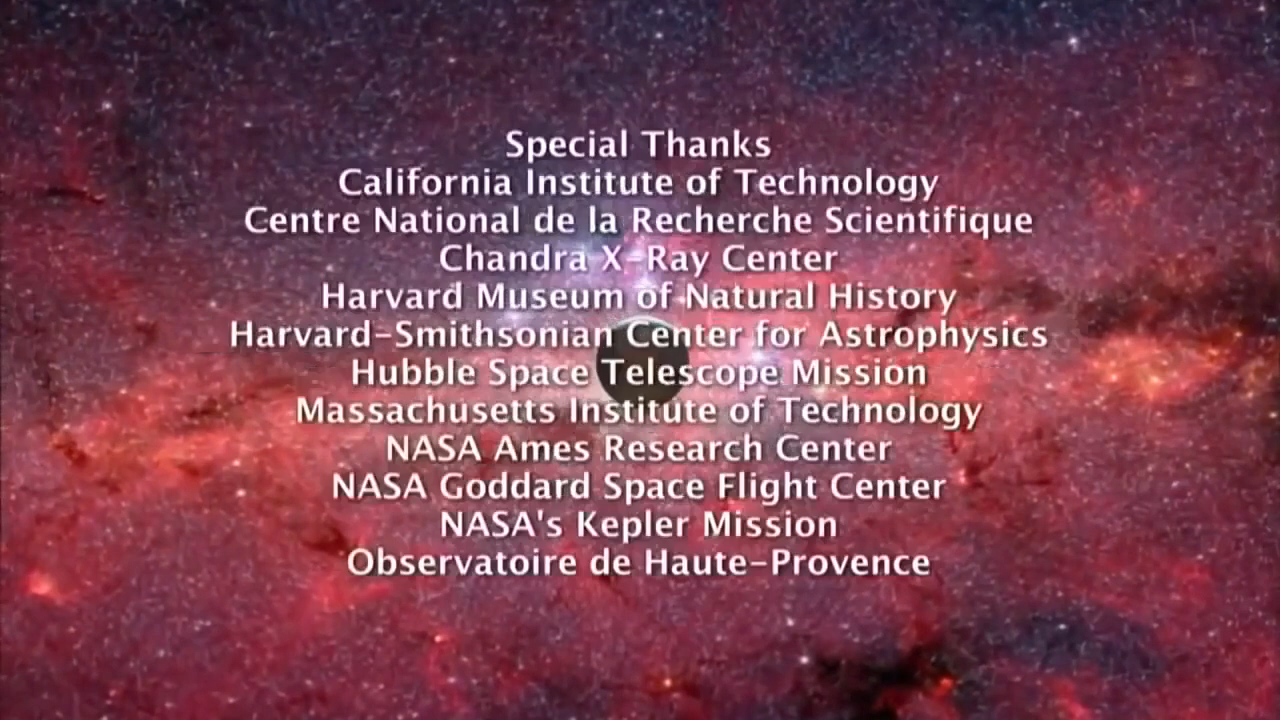 Special Thanks
California Institute of Technology
Centre National de la Recherche Scientifique
Chandra X-Ray Center
Harvard Museum of Natural History
Harvard-Smithsonian Center for Astrophysics
Hubble Space Telescope Mission
Massachusetts Institute of Technology
NASA Ames Research Center
NASA Goddard Space Flight Center
NASA's Kepler Mission
Observatoire de Haute-Provence